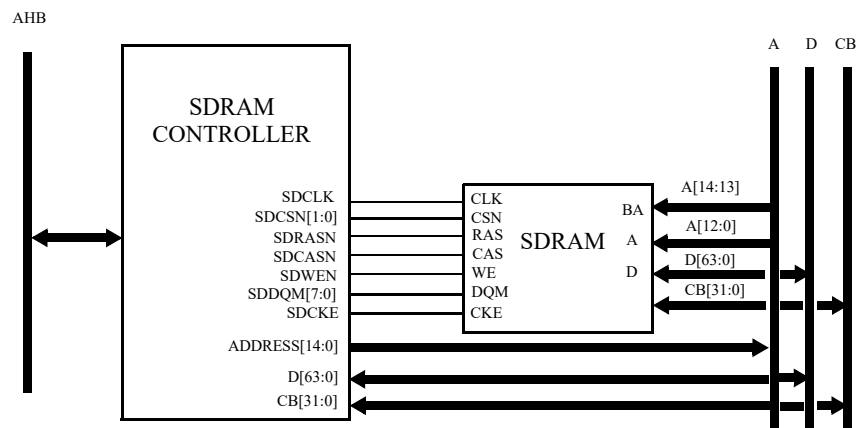 AHB
A D CB
SDRAM
CONTROLLER
SDCLK
SDCSN[1:0]
SDRASN
SDCASN
SDWEN
SDDQM[7:0]
SDCKE
ADDRESS[14:0]
D[63:0]
CB[31:0]
CLK
CSN
RAS
CAS
WE
DQM
CKE
SDRAM
BA
A
D
A[14:13]
A[12:0]
D[63:0]
CB[31:0]